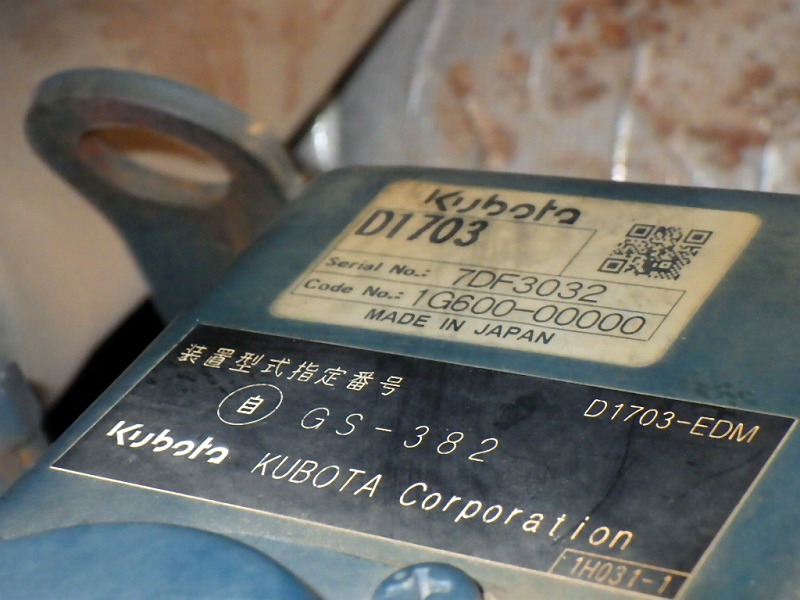 Kubota
D1703
Serial No.: 7DF3032
Code No.: 1G600-00000
MADE IN JAPAN
装置型式指定番号
自 GS-382
D1703-EDM
Kubota KUBOTA Corporation
1H031-1